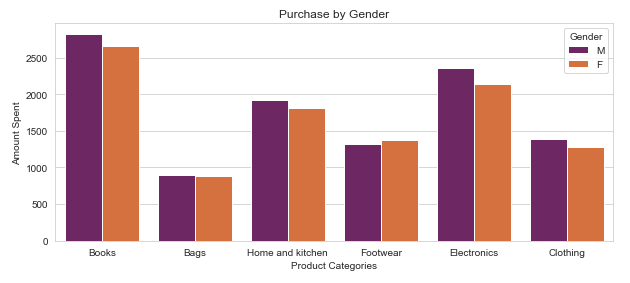 Purchase by Gender
Gender
M
F
Amount Spent
2500
2000
1500
1000
500
0
Books Bags Home and kitchen Footwear Electronics Clothing
Product Categories